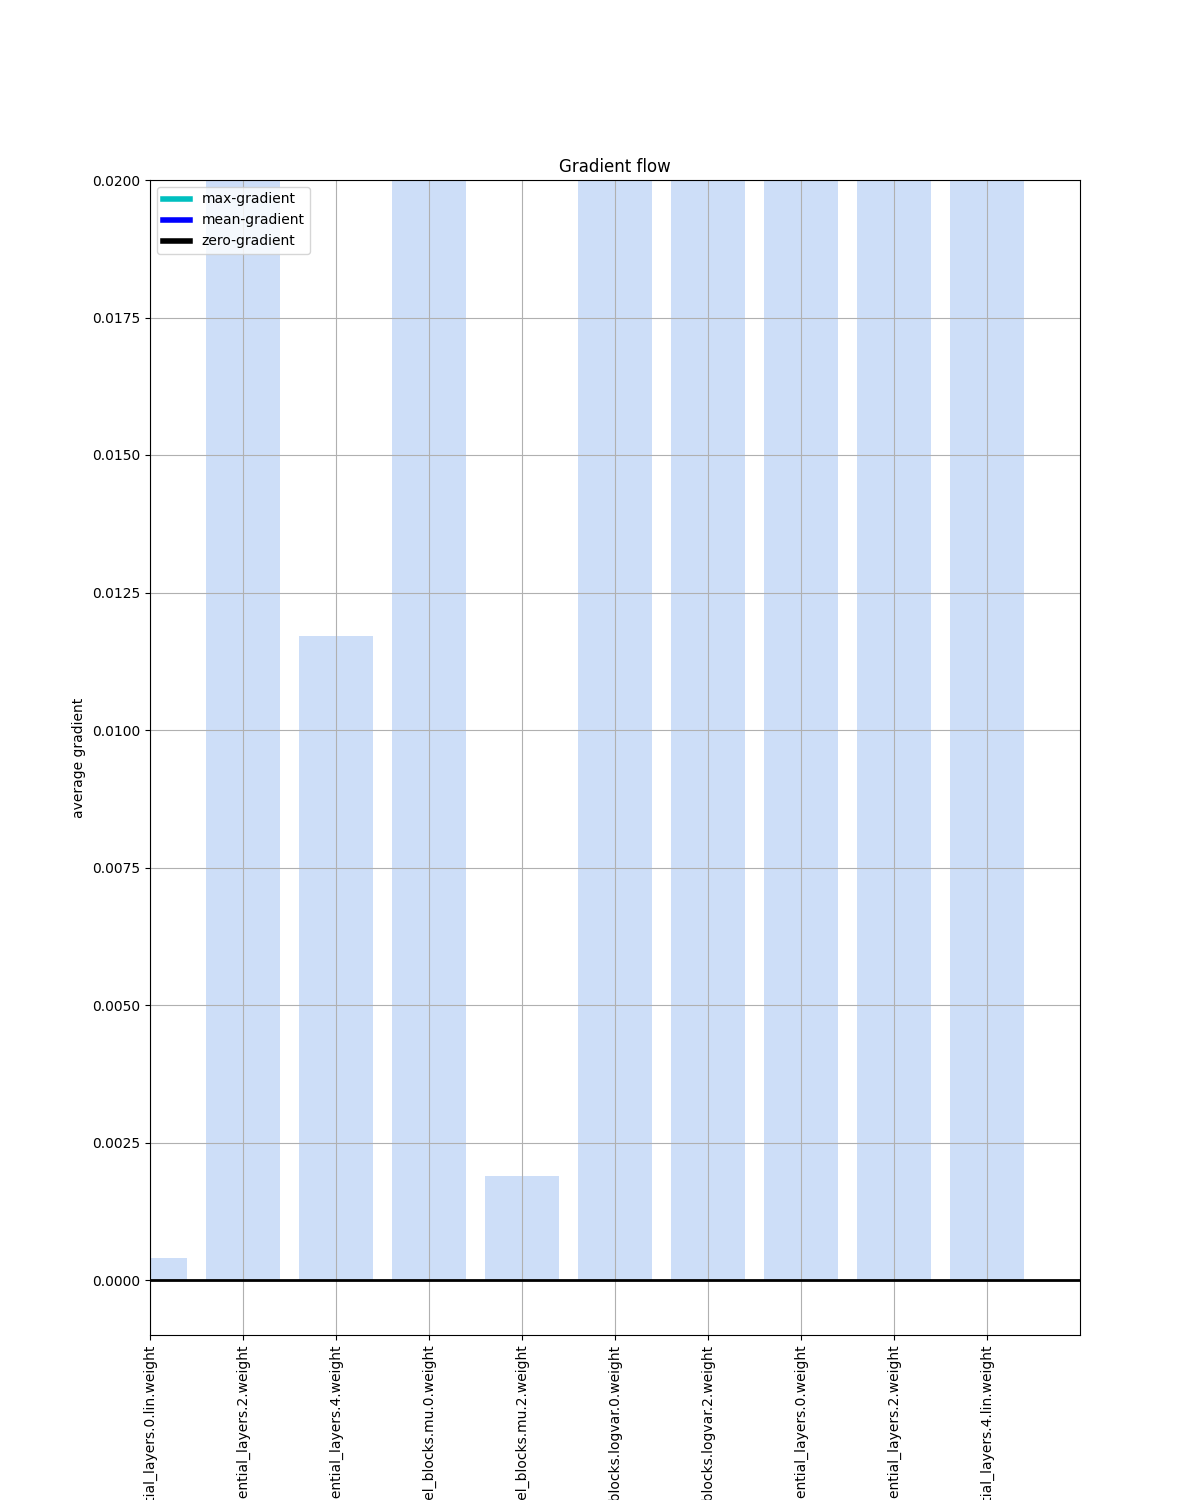 Gradient flow
max-gradient
mean-gradient
zero-gradient
0.0200
0.0175
0.0150
0.0125
0.0100
0.0075
0.0050
0.0025
0.0000
average gradient
tial_layers.0.lin.weight
ential_layers.2.weight
ential_layers.4.weight
el_blocks.mu.0.weight
el_blocks.mu.2.weight
blocks.logvar.0.weight
blocks.logvar.2.weight
ential_layers.0.weight
ential_layers.2.weight
tial_layers.4.lin.weight